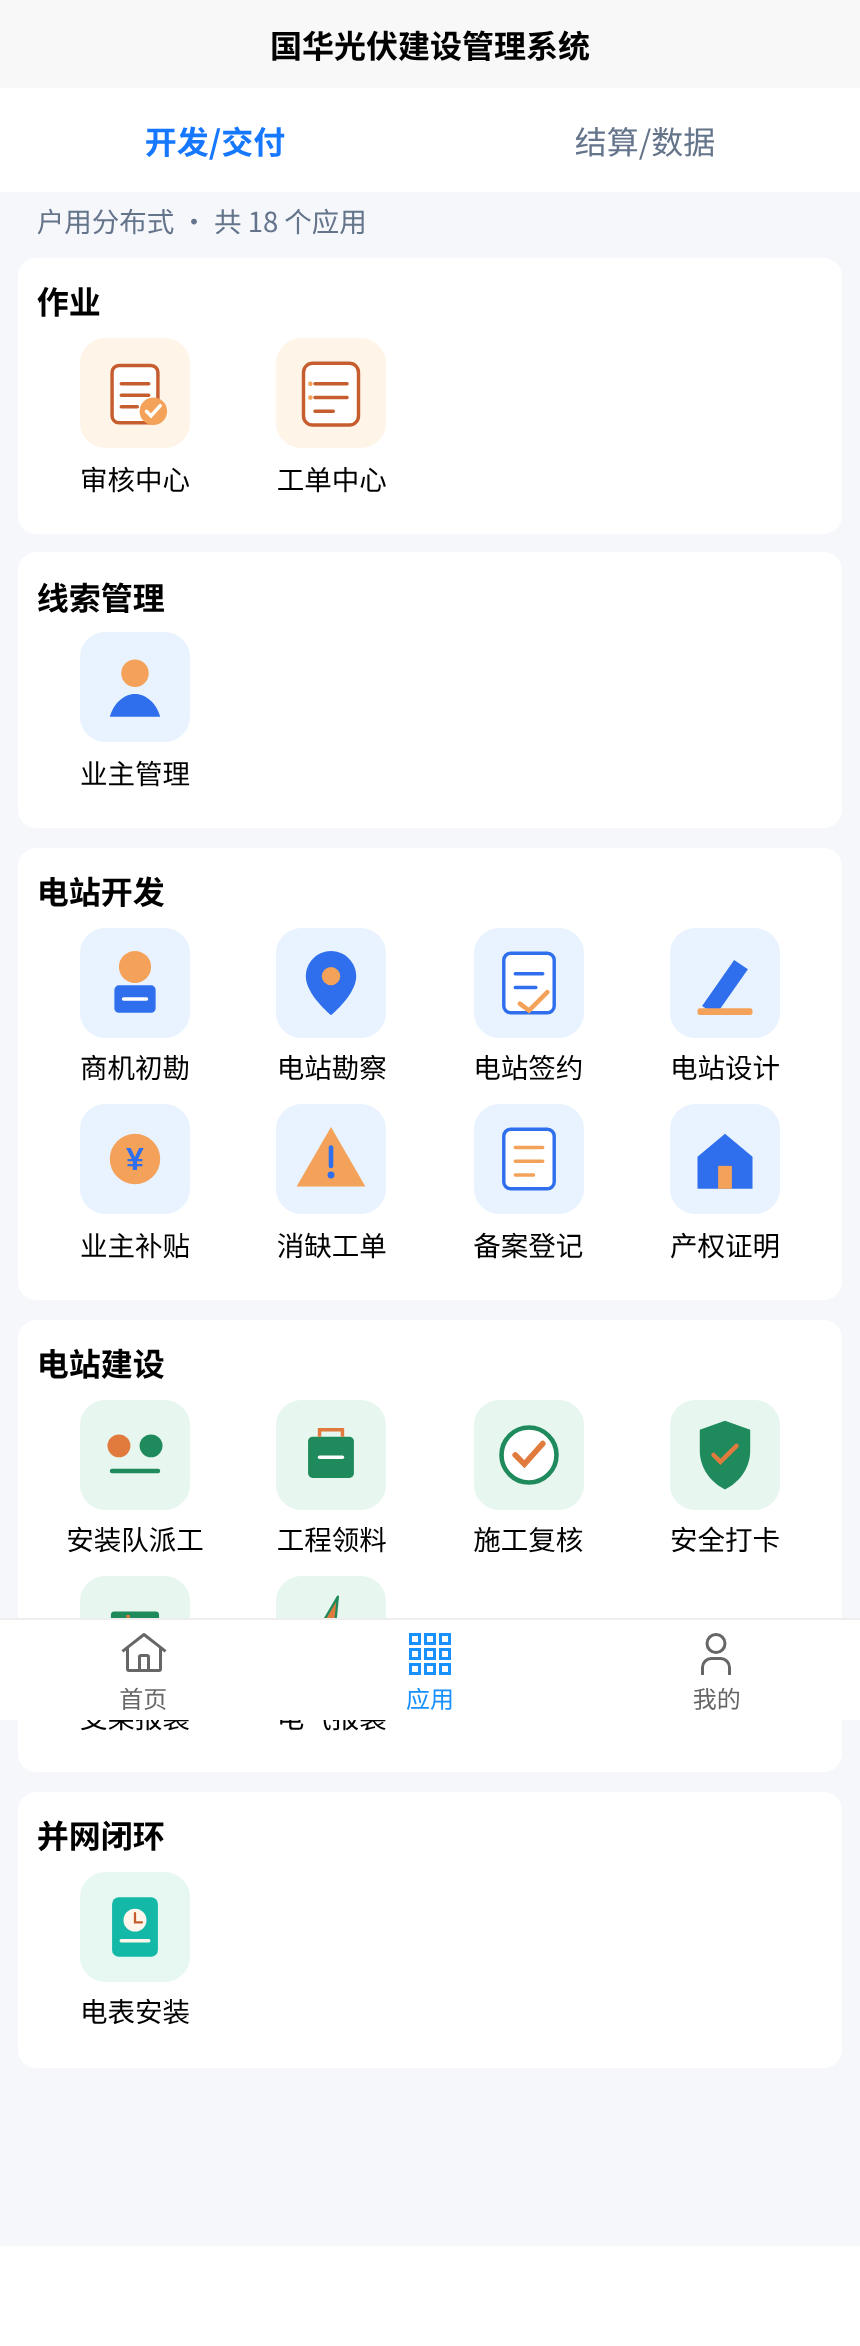 国华光伏建设管理系统
开发/交付 结算/数据
户用分布式 · 共 18 个应用
作业
审核中心 工单中心
线索管理
业主管理
电站开发
商机初勘 电站勘察 电站签约 电站设计
¥
业主补贴 消缺工单 备案登记 产权证明
电站建设
安装队派工 工程领料 施工复核 安全打卡
首页 应用 我的
并网闭环
电表安装